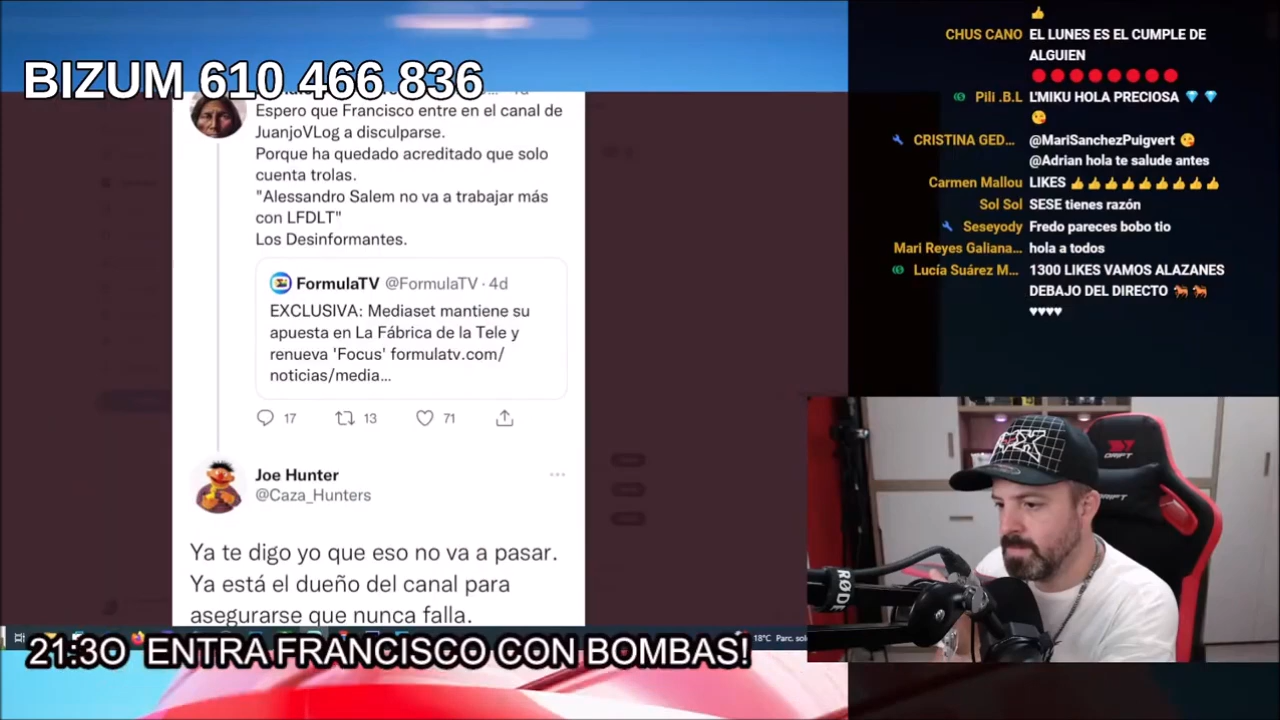 BIZUM 610 466 836
Espero que Francisco entre en el canal de
JuanjoVLog a disculparse.
Porque ha quedado acreditado que solo
cuenta trolas.
"Alessandro Salem no va a trabajar más
con LFDLT"
Los Desinformantes.
FormulaTV @FormulaTV · 4d
EXCLUSIVA: Mediaset mantiene su
apuesta en La Fábrica de la Tele y
renueva 'Focus' formulatv.com/
noticias/media...
17 13 71
Joe Hunter
@Caza_Hunters
Ya te digo yo que eso no va a pasar.
Ya está el dueño del canal para
asegurarse que nunca falla.
18°C Parc. sol
21:30 ENTRA FRANCISCO CON BOMBAS!
👍
CHUS CANO EL LUNES ES EL CUMPLE DE
ALGUIEN
🔴🔴🔴🔴🔴🔴🔴🔴
Pili .B.L L'MIKU HOLA PRECIOSA 💎 💎
😘
CRISTINA GED... @MariSanchezPuigvert 😘
@Adrian hola te salude antes
Carmen Mallou LIKES 👍👍👍👍👍👍👍👍👍
Sol Sol SESE tienes razón
Seseyody Fredo pareces bobo tio
Mari Reyes Galiana... hola a todos
Lucía Suárez M... 1300 LIKES VAMOS ALAZANES
DEBAJO DEL DIRECTO 🐎 🐎
♥♥♥♥
DRIFT
DRIFT
RØDE